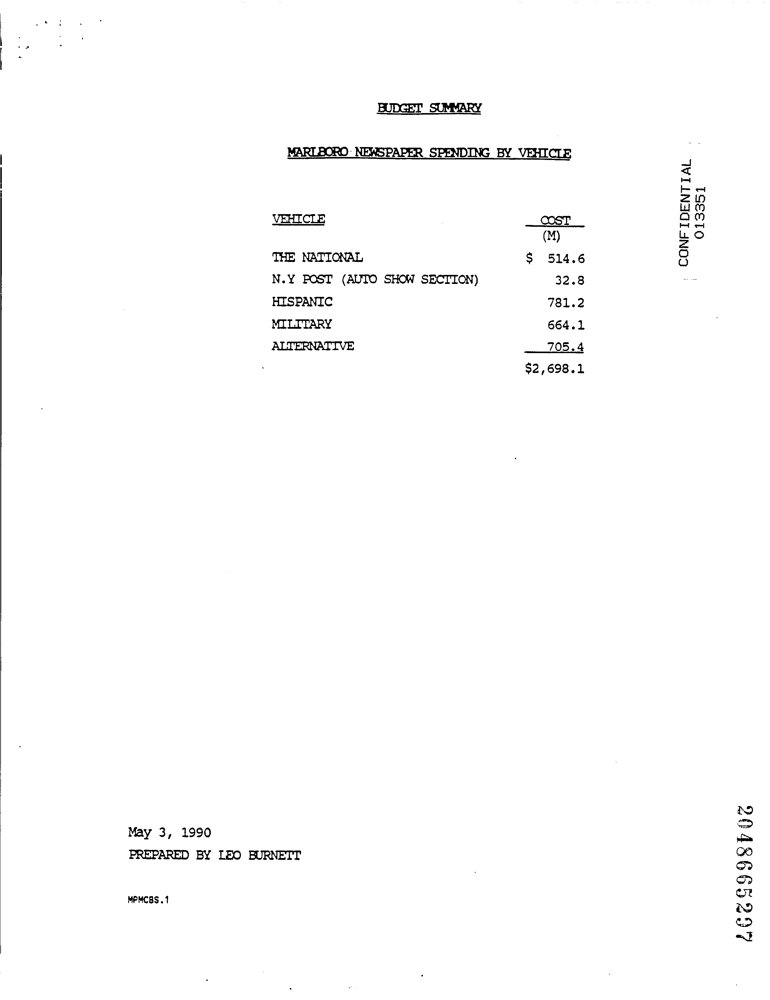 BUDGET SUMMARY
MARLBORO NEWSPAPER SPENDING BY VEHICLE
VEHICLE COST
(M)
THE NATIONAL $ 514.6
N.Y POST (AUTO SHOW SECTION) 32.8
HISPANIC 781.2
MILITARY 664.1
ALTERNATIVE 705.4
$2,698.1
CONFIDENTIAL
013351
May 3, 1990
PREPARED BY LEO BURNETT
MPMCBS.1
2048665297